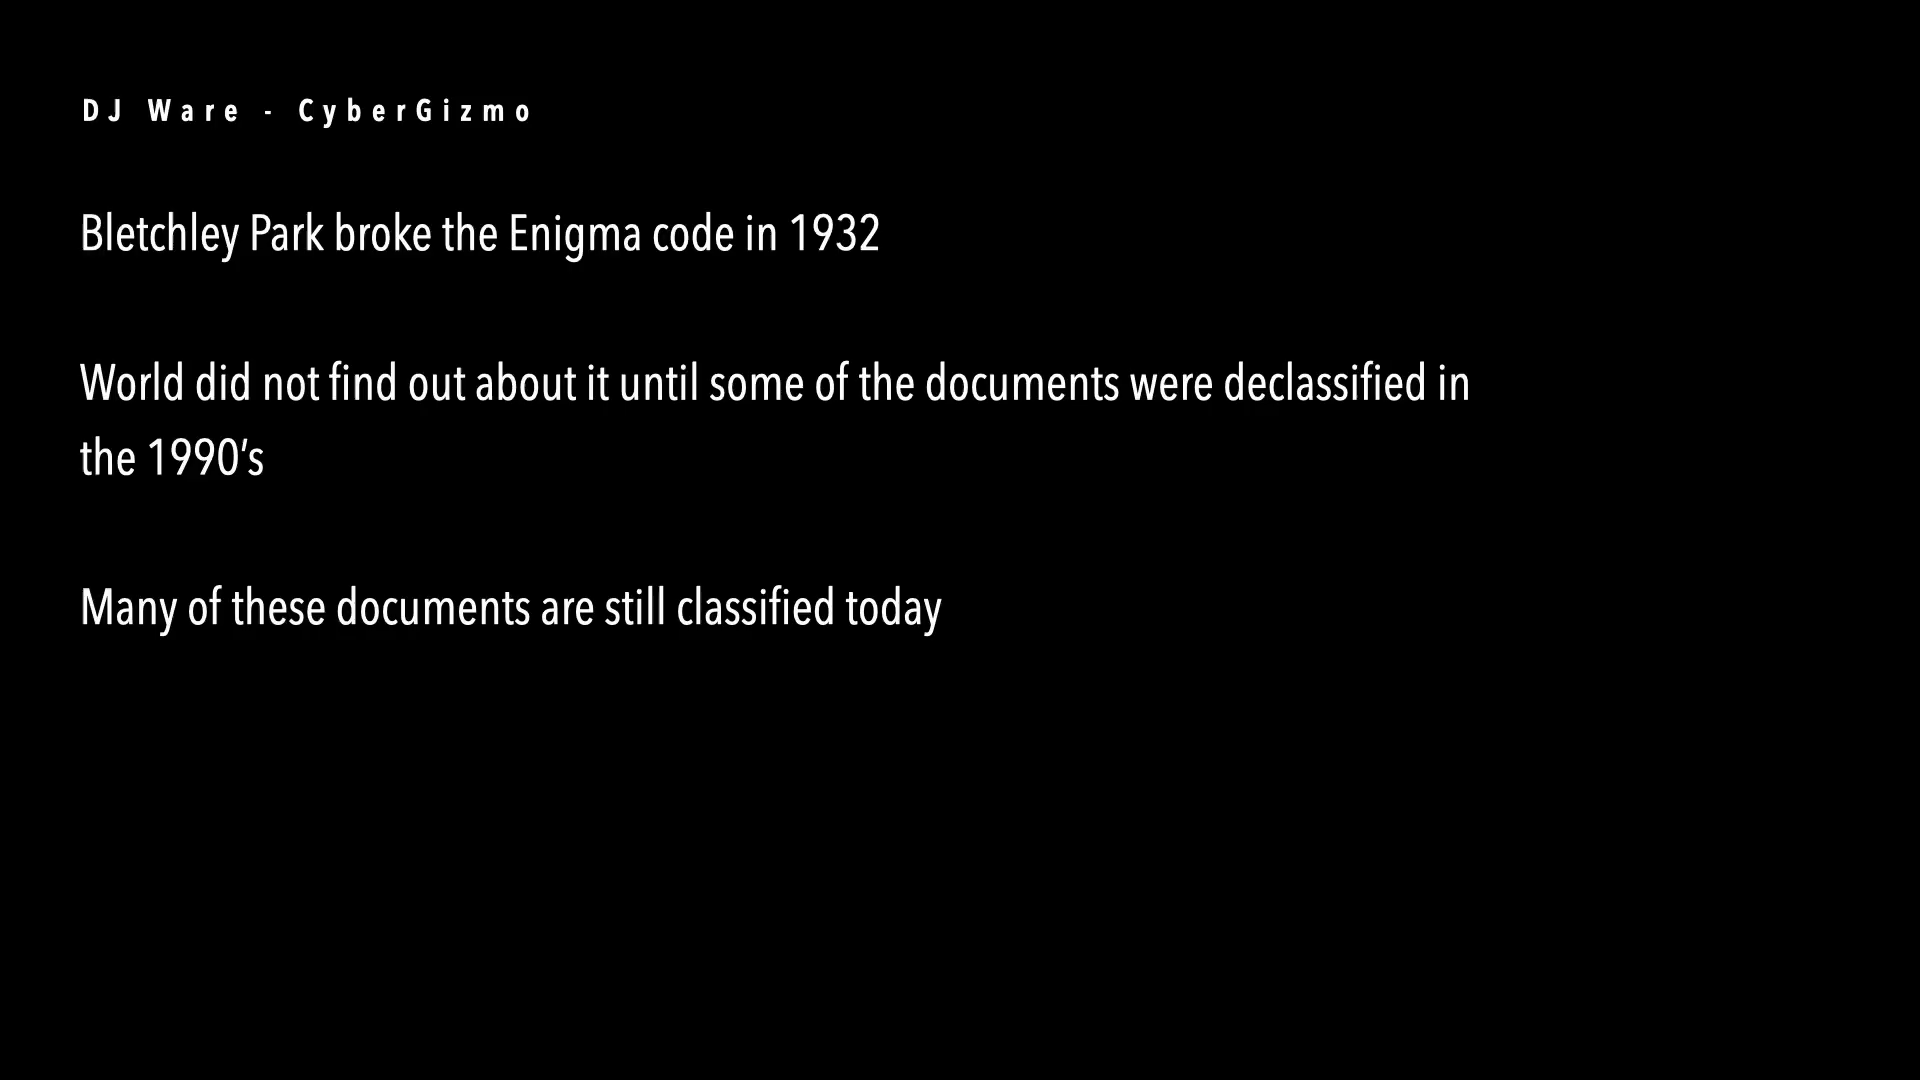 DJ Ware - CyberGizmo
Bletchley Park broke the Enigma code in 1932
World did not find out about it until some of the documents were declassified in
the 1990’s
Many of these documents are still classified today